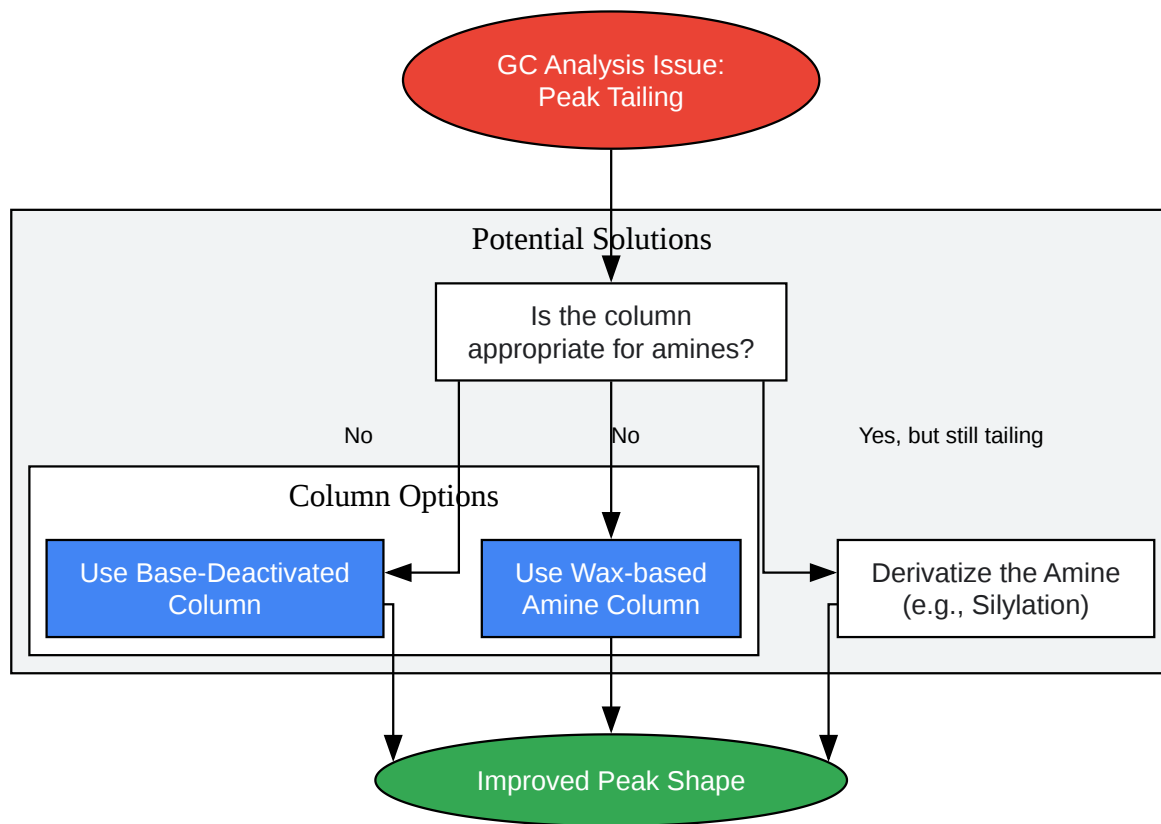 GC Analysis Issue:
Peak Tailing
Potential Solutions
Is the column
appropriate for amines?
No
No
Yes, but still tailing
Column Options
Use Base-Deactivated
Column
Use Wax-based
Amine Column
Derivatize the Amine
(e.g., Silylation)
Improved Peak Shape